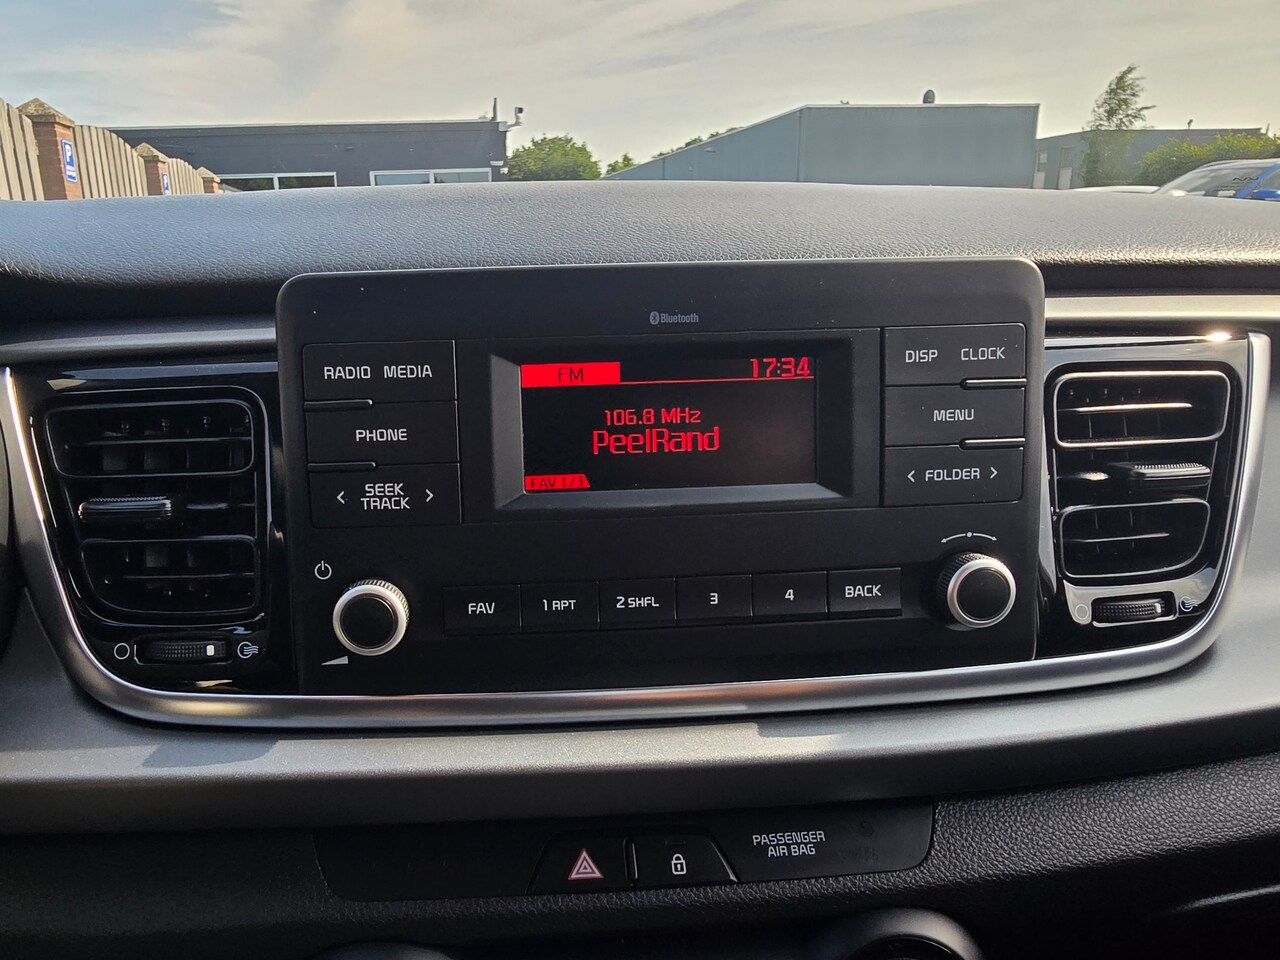 P
P
Bluetooth
RADIO MEDIA
PHONE
SEEK
TRACK
FM 17:34
106.8 MHz
PeelRand
FAV 1/3
DISP CLOCK
MENU
FOLDER
FAV
1 RPT
2 SHFL
3
4
BACK
PASSENGER
AIR BAG